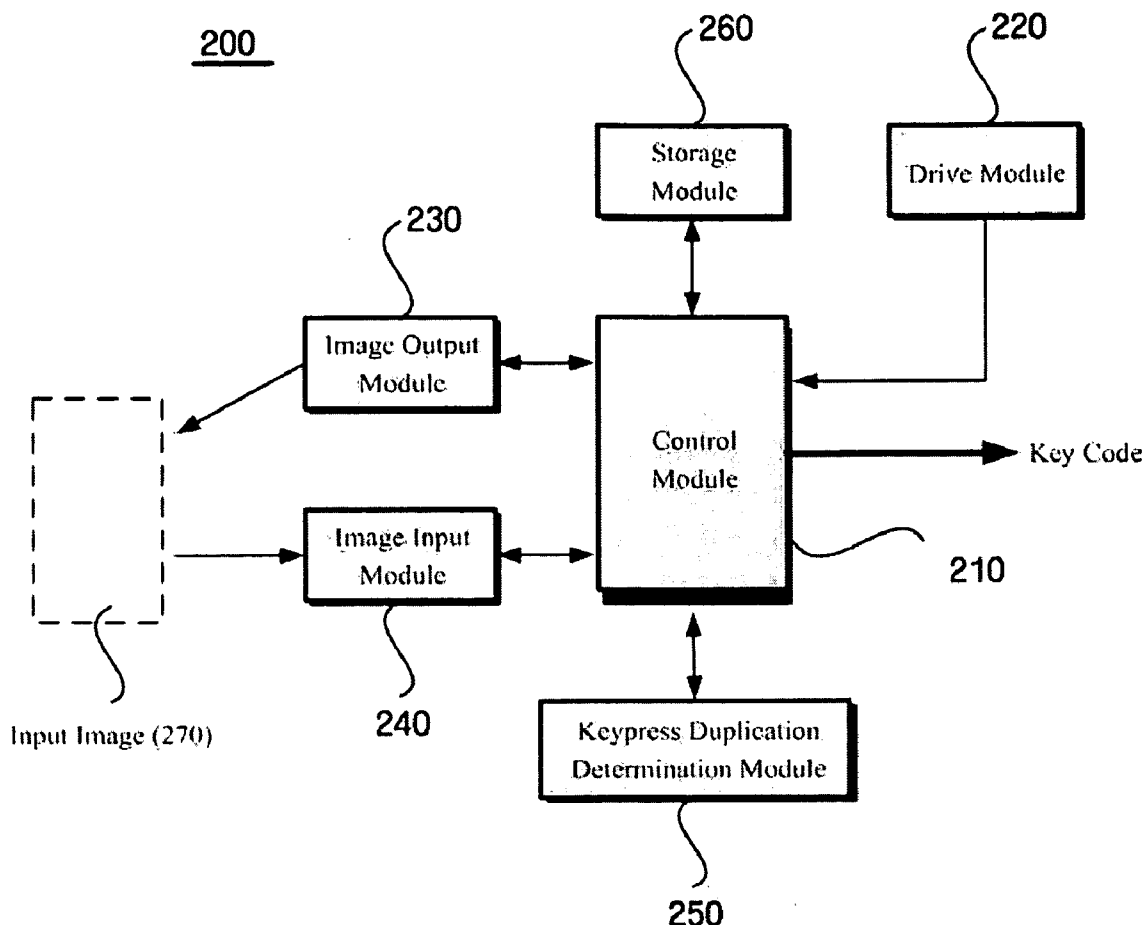 200
260
220
Storage
Module
Drive Module
230
Image Output
Module
Control
Module
Key Code
Image Input
Module
210
240
Input Image (270)
Keypress Duplication
Determination Module
250